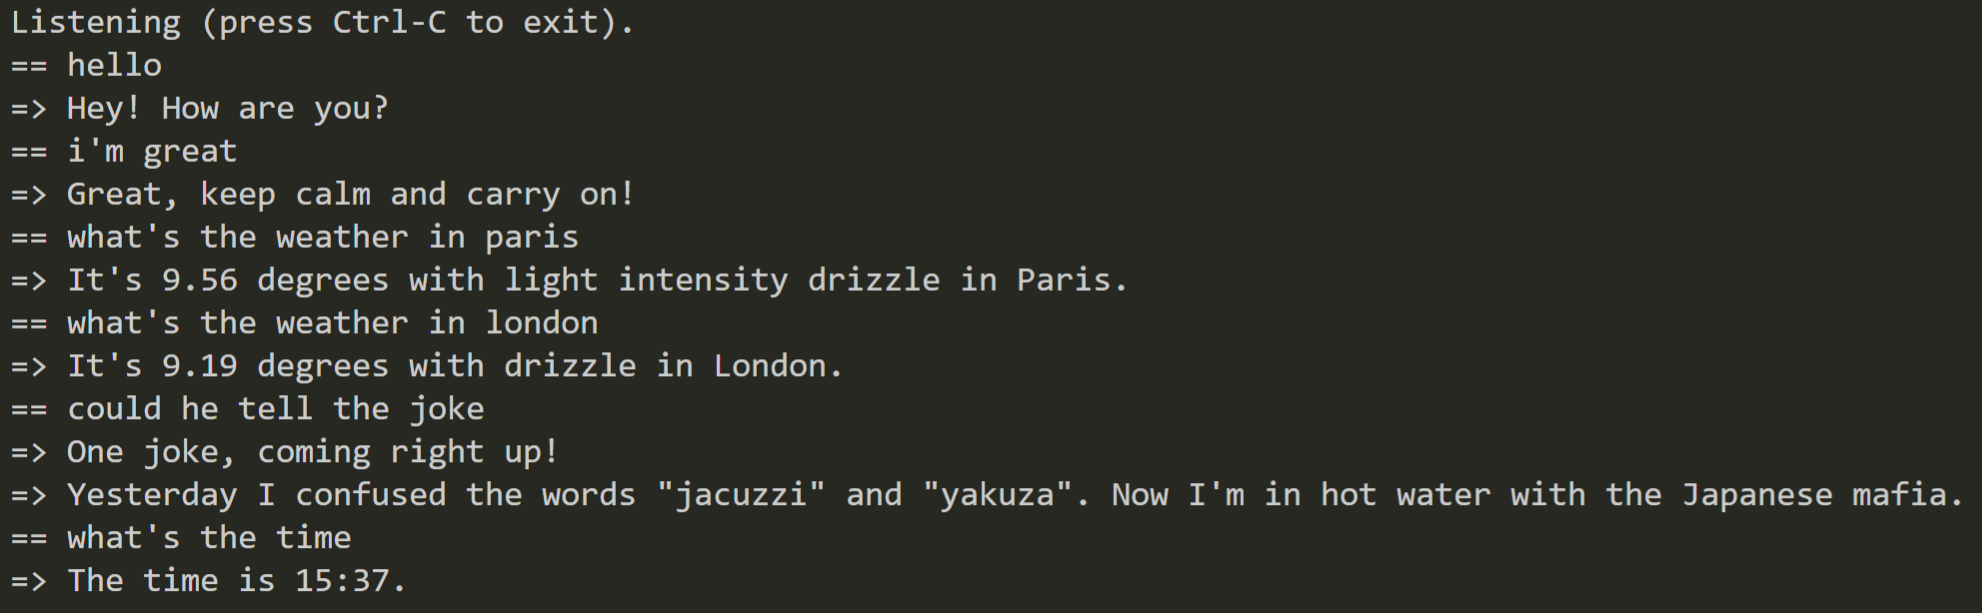 Listening (press Ctrl-C to exit).
== hello
=> Hey! How are you?
== i'm great
=> Great, keep calm and carry on!
== what's the weather in paris
=> It's 9.56 degrees with light intensity drizzle in Paris.
== what's the weather in london
=> It's 9.19 degrees with drizzle in London.
== could he tell the joke
=> One joke, coming right up!
=> Yesterday I confused the words "jacuzzi" and "yakuza". Now I'm in hot water with the Japanese mafia.
== what's the time
=> The time is 15:37.